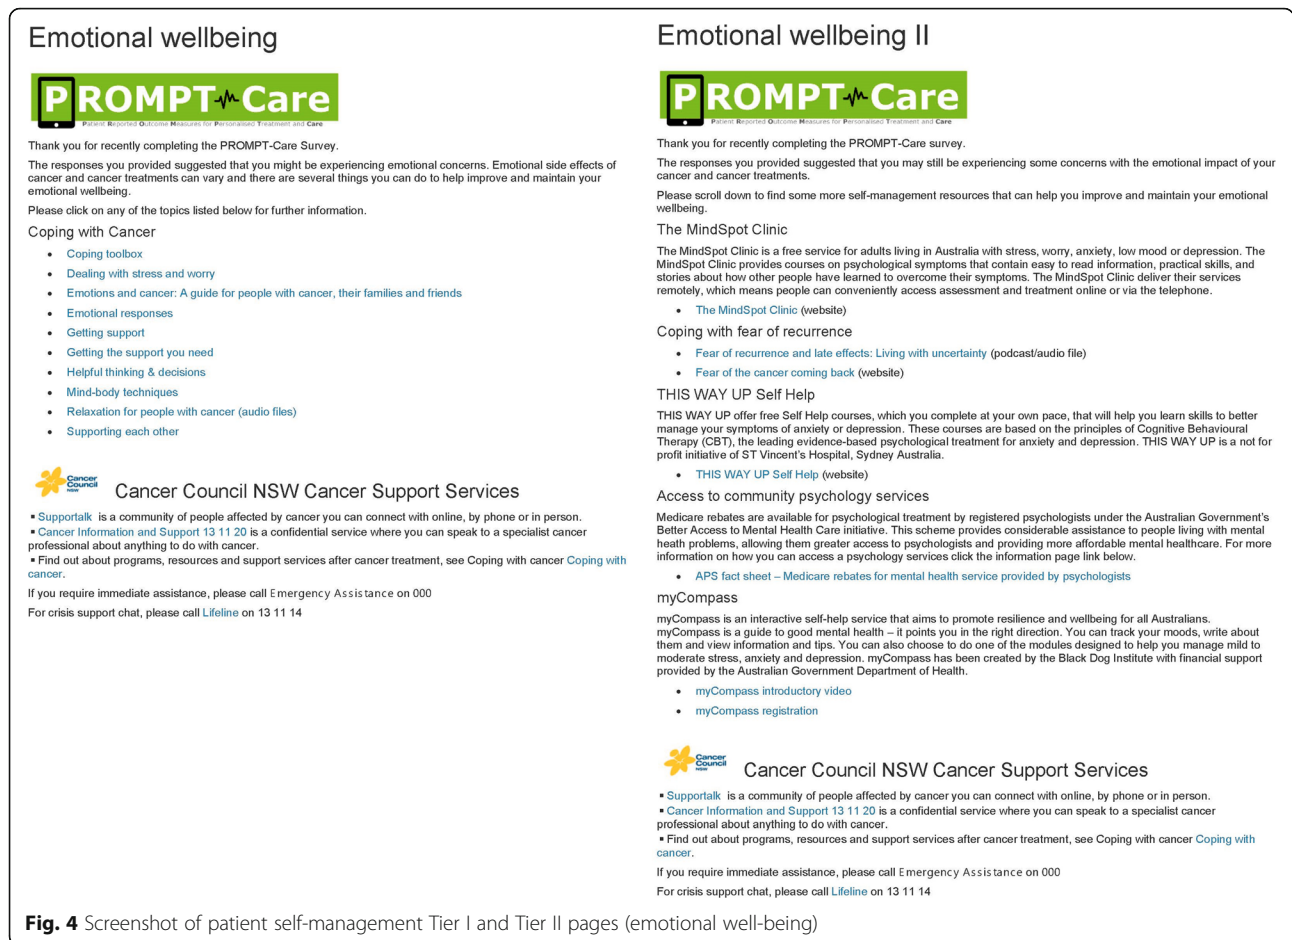 Emotional wellbeing
PROMPT Care
Patient Reported Outcome Measures for Personalised Treatment and Care
Thank you for recently completing the PROMPT-Care Survey.
The responses you provided suggested that you might be experiencing emotional concerns. Emotional side effects of
cancer and cancer treatments can vary and there are several things you can do to help improve and maintain your
emotional wellbeing.
Please click on any of the topics listed below for further information.
Coping with Cancer
• Coping toolbox
• Dealing with stress and worry
• Emotions and cancer: A guide for people with cancer, their families and friends
• Emotional responses
• Getting support
• Getting the support you need
• Helpful thinking & decisions
• Mind-body techniques
• Relaxation for people with cancer (audio files)
• Supporting each other
Cancer
Council
NSW
Cancer Council NSW Cancer Support Services
▪ Supportalk is a community of people affected by cancer you can connect with online, by phone or in person.
▪ Cancer Information and Support 13 11 20 is a confidential service where you can speak to a specialist cancer
professional about anything to do with cancer.
▪ Find out about programs, resources and support services after cancer treatment, see Coping with cancer Coping with
cancer.
If you require immediate assistance, please call Emergency Assistance on 000
For crisis support chat, please call Lifeline on 13 11 14
Emotional wellbeing II
PROMPT Care
Patient Reported Outcome Measures for Personalised Treatment and Care
Thank you for recently completing the PROMPT-Care survey.
The responses you provided suggested that you may still be experiencing some concerns with the emotional impact of your
cancer and cancer treatments.
Please scroll down to find some more self-management resources that can help you improve and maintain your emotional
wellbeing.
The MindSpot Clinic
The MindSpot Clinic is a free service for adults living in Australia with stress, worry, anxiety, low mood or depression. The
MindSpot Clinic provides courses on psychological symptoms that contain easy to read information, practical skills, and
stories about how other people have learned to overcome their symptoms. The MindSpot Clinic deliver their services
remotely, which means people can conveniently access assessment and treatment online or via the telephone.
• The MindSpot Clinic (website)
Coping with fear of recurrence
• Fear of recurrence and late effects: Living with uncertainty (podcast/audio file)
• Fear of the cancer coming back (website)
THIS WAY UP Self Help
THIS WAY UP offer free Self Help courses, which you complete at your own pace, that will help you learn skills to better
manage your symptoms of anxiety or depression. These courses are based on the principles of Cognitive Behavioural
Therapy (CBT), the leading evidence-based psychological treatment for anxiety and depression. THIS WAY UP is a not for
profit initiative of ST Vincent's Hospital, Sydney Australia.
• THIS WAY UP Self Help (website)
Access to community psychology services
Medicare rebates are available for psychological treatment by registered psychologists under the Australian Government's
Better Access to Mental Health Care initiative. This scheme provides considerable assistance to people living with mental
heath problems, allowing them greater access to psychologists and providing more affordable mental healthcare. For more
information on how you can access a psychology services click the information page link below.
• APS fact sheet – Medicare rebates for mental health service provided by psychologists
myCompass
myCompass is an interactive self-help service that aims to promote resilience and wellbeing for all Australians.
myCompass is a guide to good mental health – it points you in the right direction. You can track your moods, write about
them and view information and tips. You can also choose to do one of the modules designed to help you manage mild to
moderate stress, anxiety and depression. myCompass has been created by the Black Dog Institute with financial support
provided by the Australian Government Department of Health.
• myCompass introductory video
• myCompass registration
Cancer
Council
NSW
Cancer Council NSW Cancer Support Services
▪ Supportalk is a community of people affected by cancer you can connect with online, by phone or in person.
▪ Cancer Information and Support 13 11 20 is a confidential service where you can speak to a specialist cancer
professional about anything to do with cancer.
▪ Find out about programs, resources and support services after cancer treatment, see Coping with cancer Coping with
cancer.
If you require immediate assistance, please call Emergency Assistance on 000
For crisis support chat, please call Lifeline on 13 11 14
Fig. 4 Screenshot of patient self-management Tier I and Tier II pages (emotional well-being)